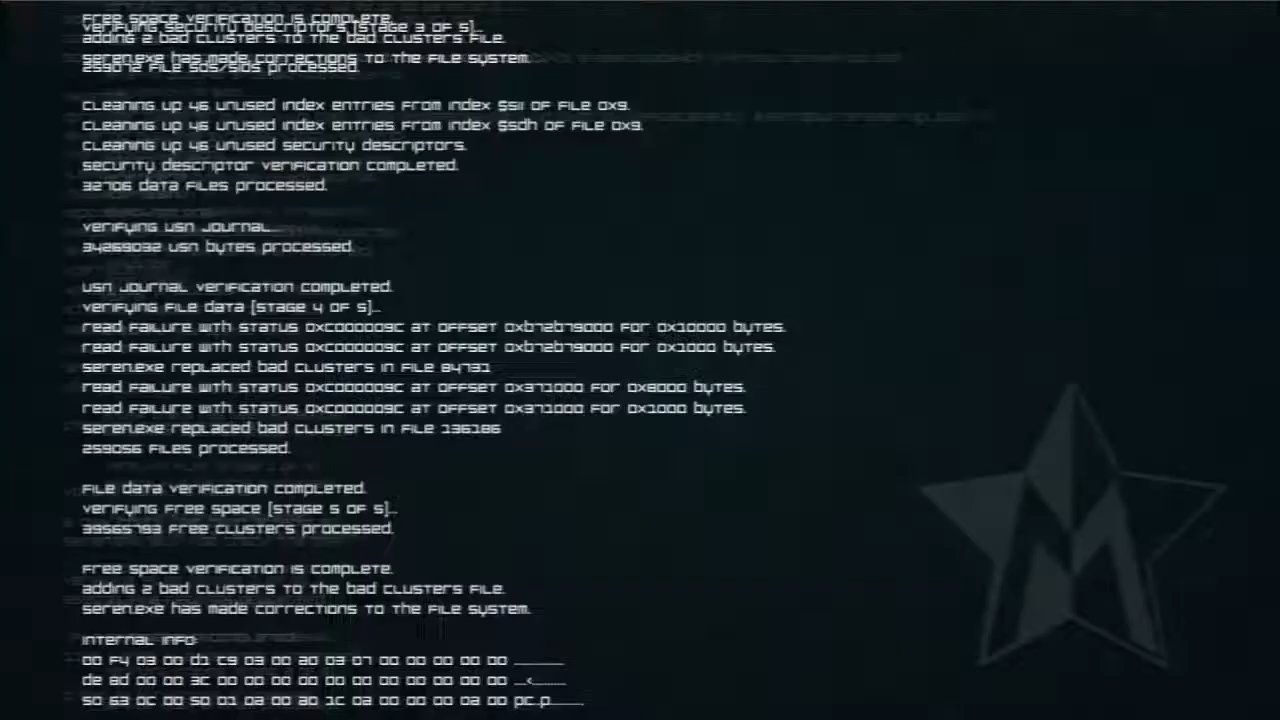 Free space verification is complete.
verifying security descriptors [stage 3 of 5]...
adding 2 bad clusters to the bad clusters file.
seren.exe has made corrections to the file system.
259072 file sds/sids processed.
cleaning up 46 unused index entries from index $sii of file 0x9.
cleaning up 46 unused index entries from index $sdh of file 0x9.
cleaning up 46 unused security descriptors.
security descriptor verification completed.
32706 data files processed.
verifying usn journal...
34269032 usn bytes processed.
usn journal verification completed.
verifying file data [stage 4 of 5]...
read failure with status 0xc000009c at offset 0xb72b79000 for 0x10000 bytes.
read failure with status 0xc000009c at offset 0xb72b79000 for 0x1000 bytes.
seren.exe replaced bad clusters in file 84731
read failure with status 0xc000009c at offset 0x371000 for 0x8000 bytes.
read failure with status 0xc000009c at offset 0x371000 for 0x1000 bytes.
seren.exe replaced bad clusters in file 136186
259056 files processed.
file data verification completed.
verifying free space [stage 5 of 5]...
39565793 free clusters processed.
free space verification is complete.
adding 2 bad clusters to the bad clusters file.
seren.exe has made corrections to the file system.
internal info:
00 f4 03 00 d1 c9 03 00 a0 03 07 00 00 00 00 00 ................
de 8d 00 00 3c 00 00 00 00 00 00 00 00 00 00 00 ....<...........
50 63 0c 00 50 01 0a 00 a0 1c 0a 00 00 00 0a 00 pc.p............